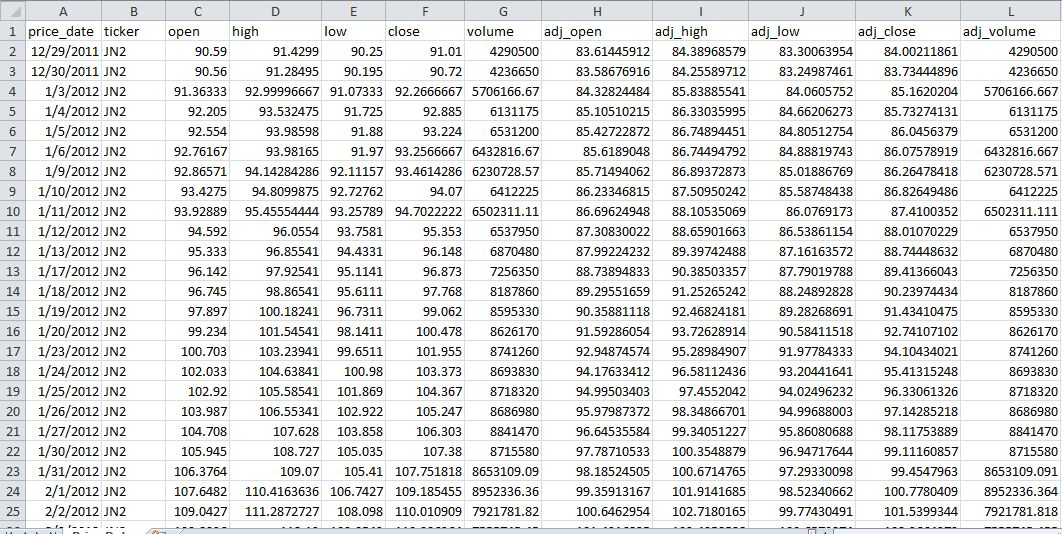 A B C D E F G H I J K L
1 price_date ticker open high low close volume adj_open adj_high adj_low adj_close adj_volume
2 12/29/2011 JN2 90.59 91.4299 90.25 91.01 4290500 83.61445912 84.38968579 83.30063954 84.00211861 4290500
3 12/30/2011 JN2 90.56 91.28495 90.195 90.72 4236650 83.58676916 84.25589712 83.24987461 83.73444896 4236650
4 1/3/2012 JN2 91.36333 92.99996667 91.07333 92.2666667 5706166.67 84.32824484 85.83885541 84.0605752 85.1620204 5706166.667
5 1/4/2012 JN2 92.205 93.532475 91.725 92.885 6131175 85.10510215 86.33035995 84.66206273 85.73274131 6131175
6 1/5/2012 JN2 92.554 93.98598 91.88 93.224 6531200 85.42722872 86.74894451 84.80512754 86.0456379 6531200
7 1/6/2012 JN2 92.76167 93.98165 91.97 93.2566667 6432816.67 85.6189048 86.74494792 84.88819743 86.07578919 6432816.667
8 1/9/2012 JN2 92.86571 94.14284286 92.11157 93.4614286 6230728.57 85.71494062 86.89372873 85.01886769 86.26478418 6230728.571
9 1/10/2012 JN2 93.4275 94.8099875 92.72762 94.07 6412225 86.23346815 87.50950242 85.58748438 86.82649486 6412225
10 1/11/2012 JN2 93.92889 95.45554444 93.25789 94.7022222 6502311.11 86.69624948 88.10535069 86.0769173 87.4100352 6502311.111
11 1/12/2012 JN2 94.592 96.0554 93.7581 95.353 6537950 87.30830022 88.65901663 86.53861154 88.01070229 6537950
12 1/13/2012 JN2 95.333 96.85541 94.4331 96.148 6870480 87.99224232 89.39742488 87.16163572 88.74448632 6870480
13 1/17/2012 JN2 96.142 97.92541 95.1141 96.873 7256350 88.73894833 90.38503357 87.79019788 89.41366043 7256350
14 1/18/2012 JN2 96.745 98.86541 95.6111 97.768 8187860 89.29551659 91.25265242 88.24892828 90.23974434 8187860
15 1/19/2012 JN2 97.897 100.18241 96.7311 99.062 8595330 90.35881118 92.46824181 89.28268691 91.43410475 8595330
16 1/20/2012 JN2 99.234 101.54541 98.1411 100.478 8626170 91.59286054 93.72628914 90.58411518 92.74107102 8626170
17 1/23/2012 JN2 100.703 103.23941 99.6511 101.955 8741260 92.94874574 95.28984907 91.97784333 94.10434021 8741260
18 1/24/2012 JN2 102.033 104.63841 100.98 103.373 8693830 94.17633412 96.58112436 93.20441641 95.41315248 8693830
19 1/25/2012 JN2 102.92 105.58541 101.869 104.367 8718320 94.99503403 97.4552042 94.02496232 96.33061326 8718320
20 1/26/2012 JN2 103.987 106.55341 102.922 105.247 8686980 95.97987372 98.34866701 94.99688003 97.14285218 8686980
21 1/27/2012 JN2 104.708 107.628 103.858 106.303 8841470 96.64535584 99.34051227 95.86080688 98.11753889 8841470
22 1/30/2012 JN2 105.945 108.727 105.035 107.38 8715580 97.78710533 100.3548879 96.94717644 99.11160857 8715580
23 1/31/2012 JN2 106.3764 109.07 105.41 107.751818 8653109.09 98.18524505 100.6714765 97.29330098 99.4547963 8653109.091
24 2/1/2012 JN2 107.6482 110.4163636 106.7427 109.185455 8952336.36 99.35913167 101.9141685 98.52340662 100.7780409 8952336.364
25 2/2/2012 JN2 109.0427 111.2872727 108.098 110.010909 7921781.82 100.6462954 102.7180165 99.77430491 101.5399344 7921781.818